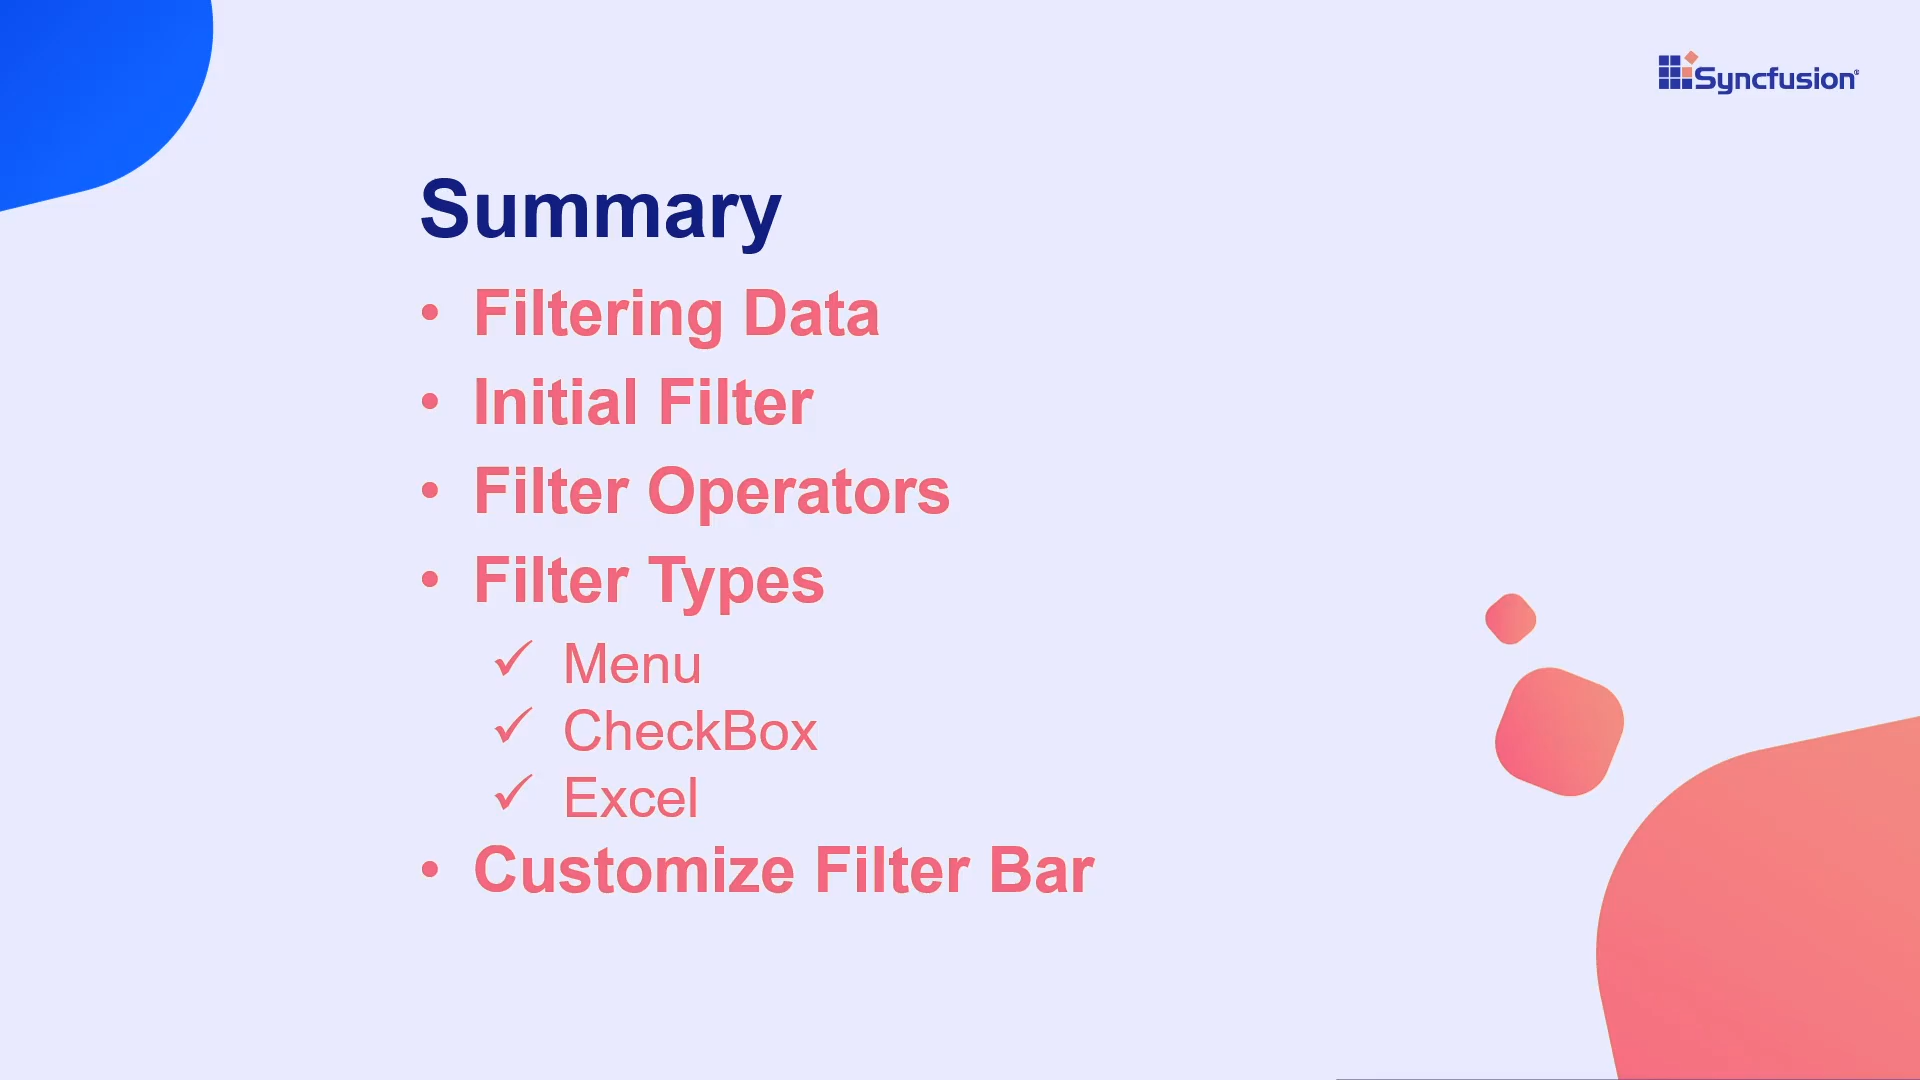 Syncfusion®
Summary
• Filtering Data
• Initial Filter
• Filter Operators
• Filter Types
✓ Menu
✓ CheckBox
✓ Excel
• Customize Filter Bar